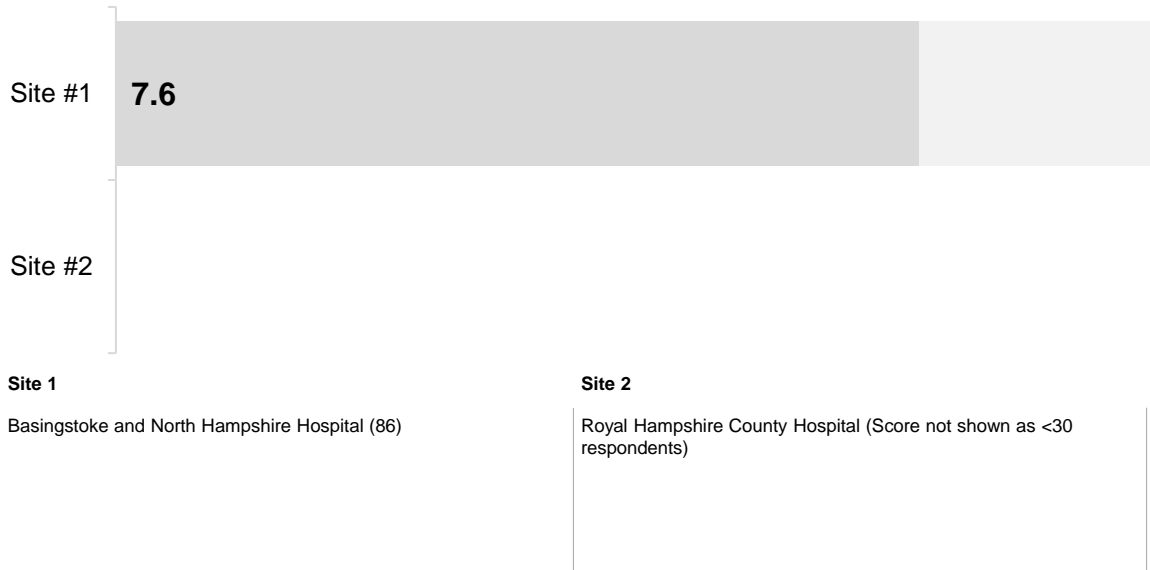 Site #1
7.6
Site #2
Site 1
Site 2
Basingstoke and North Hampshire Hospital (86)
Royal Hampshire County Hospital (Score not shown as <30
respondents)